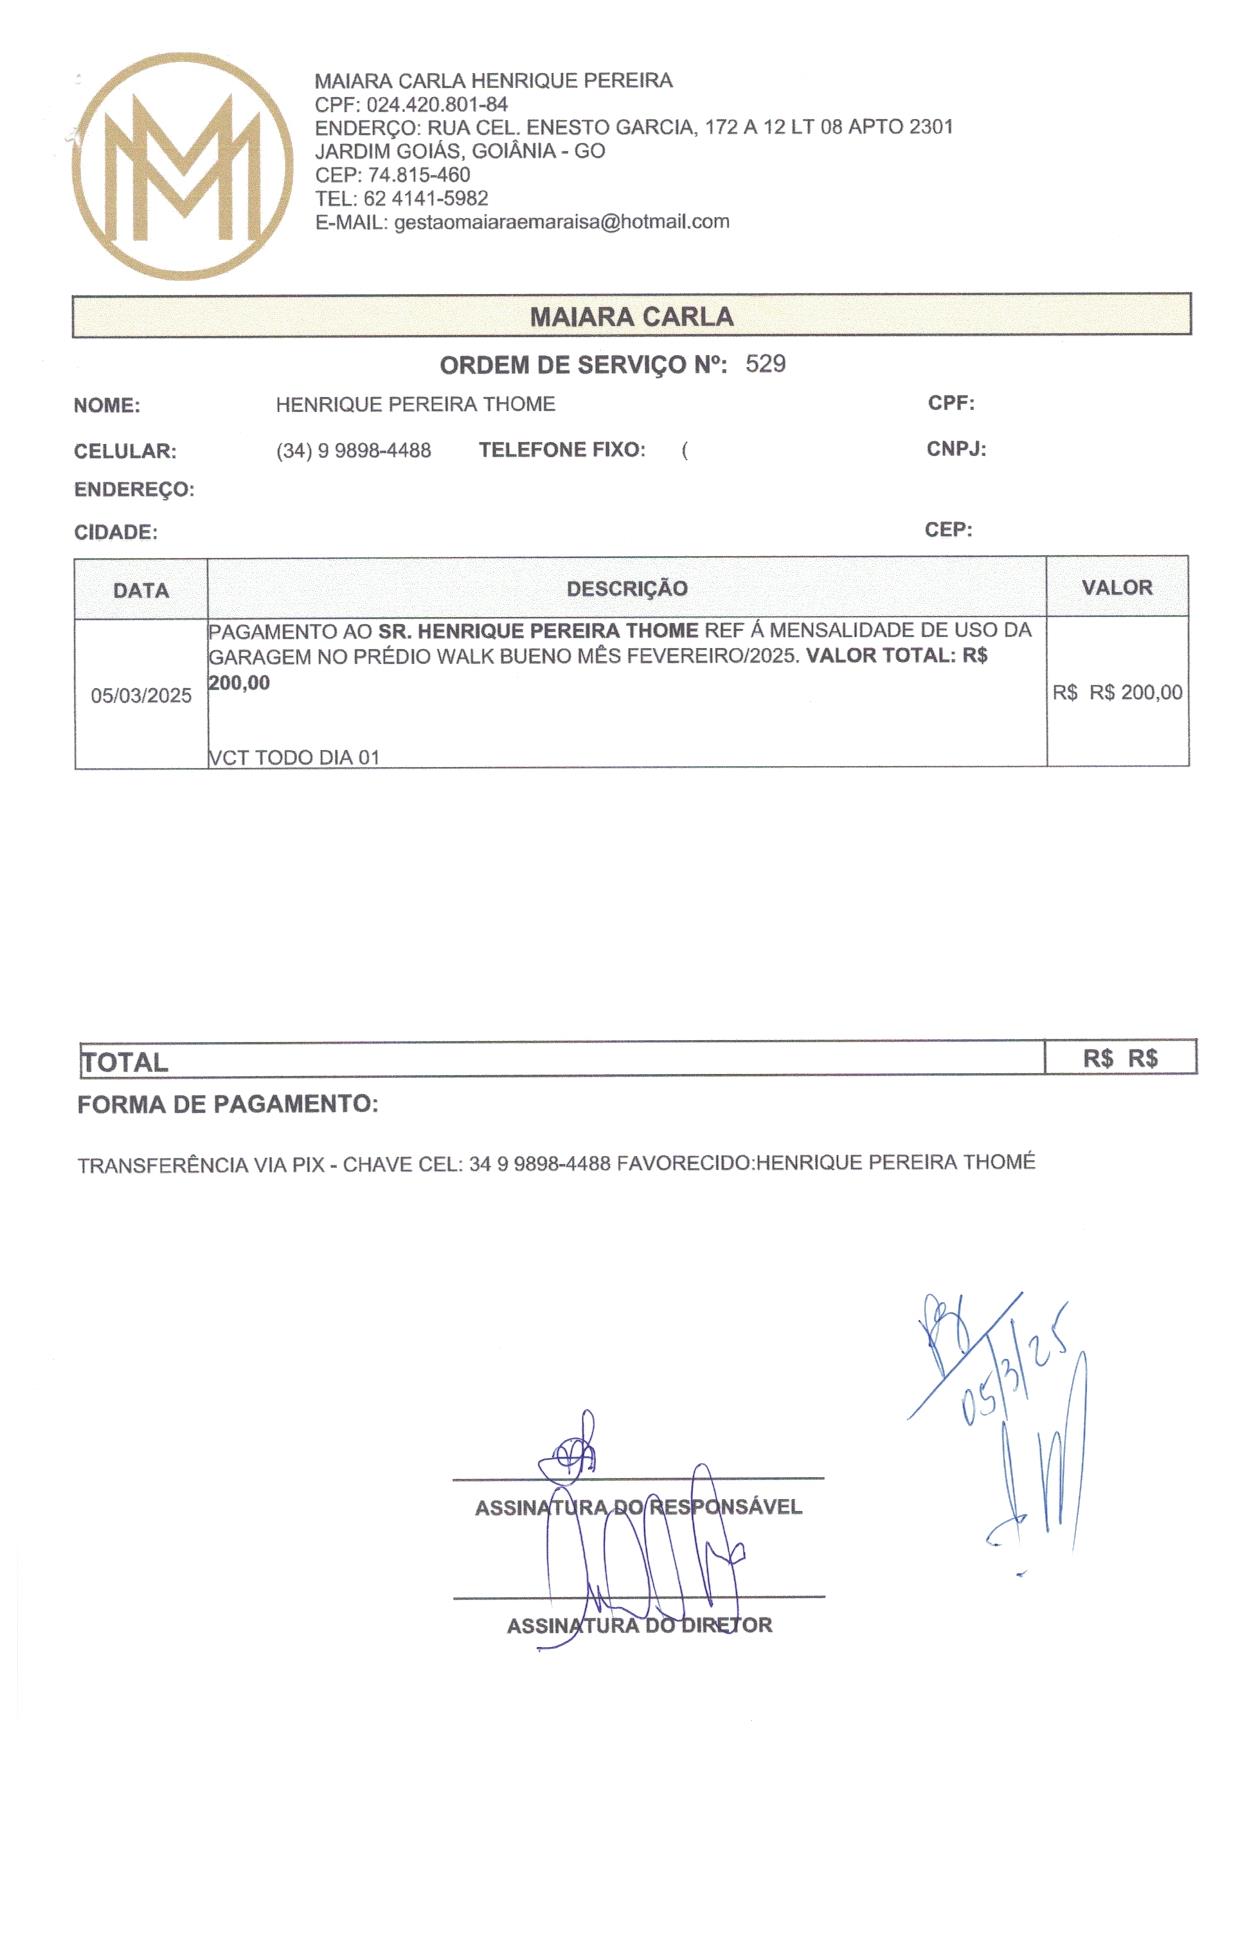 MM
MAIARA CARLA HENRIQUE PEREIRA
CPF: 024.420.801-84
ENDERÇO: RUA CEL. ENESTO GARCIA, 172 A 12 LT 08 APTO 2301
JARDIM GOIÁS, GOIÂNIA - GO
CEP: 74.815-460
TEL: 62 4141-5982
E-MAIL: gestaomaiaraemaraisa@hotmail.com
MAIARA CARLA
ORDEM DE SERVIÇO Nº: 529
NOME: HENRIQUE PEREIRA THOME CPF:
CELULAR: (34) 9 9898-4488 TELEFONE FIXO: ( CNPJ:
ENDEREÇO:
CIDADE: CEP:
DATA DESCRIÇÃO VALOR
PAGAMENTO AO SR. HENRIQUE PEREIRA THOME REF Á MENSALIDADE DE USO DA
GARAGEM NO PRÉDIO WALK BUENO MÊS FEVEREIRO/2025. VALOR TOTAL: R$
200,00
05/03/2025 R$ R$ 200,00
VCT TODO DIA 01
TOTAL R$ R$
FORMA DE PAGAMENTO:
TRANSFERÊNCIA VIA PIX - CHAVE CEL: 34 9 9898-4488 FAVORECIDO:HENRIQUE PEREIRA THOMÉ
05/3/25
ASSINATURA DO RESPONSÁVEL
ASSINATURA DO DIRETOR